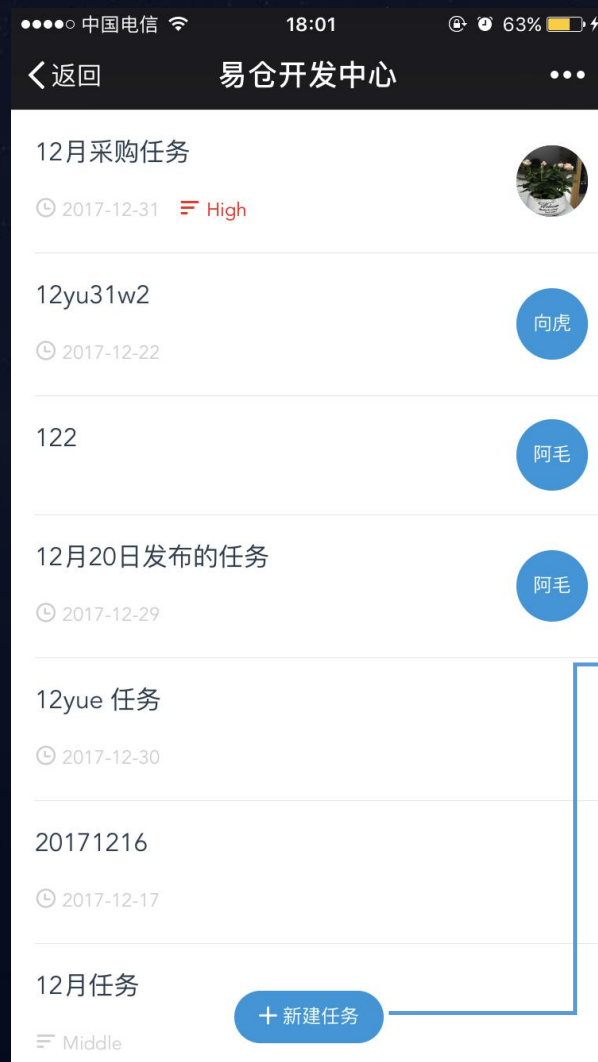 中国电信 18:01 63%
返回 易仓开发中心
12月采购任务
2017-12-31 High
12yu31w2
向虎
2017-12-22
122
阿毛
12月20日发布的任务
阿毛
2017-12-29
12yue 任务
2017-12-30
20171216
2017-12-17
12月任务
+ 新建任务
Middle